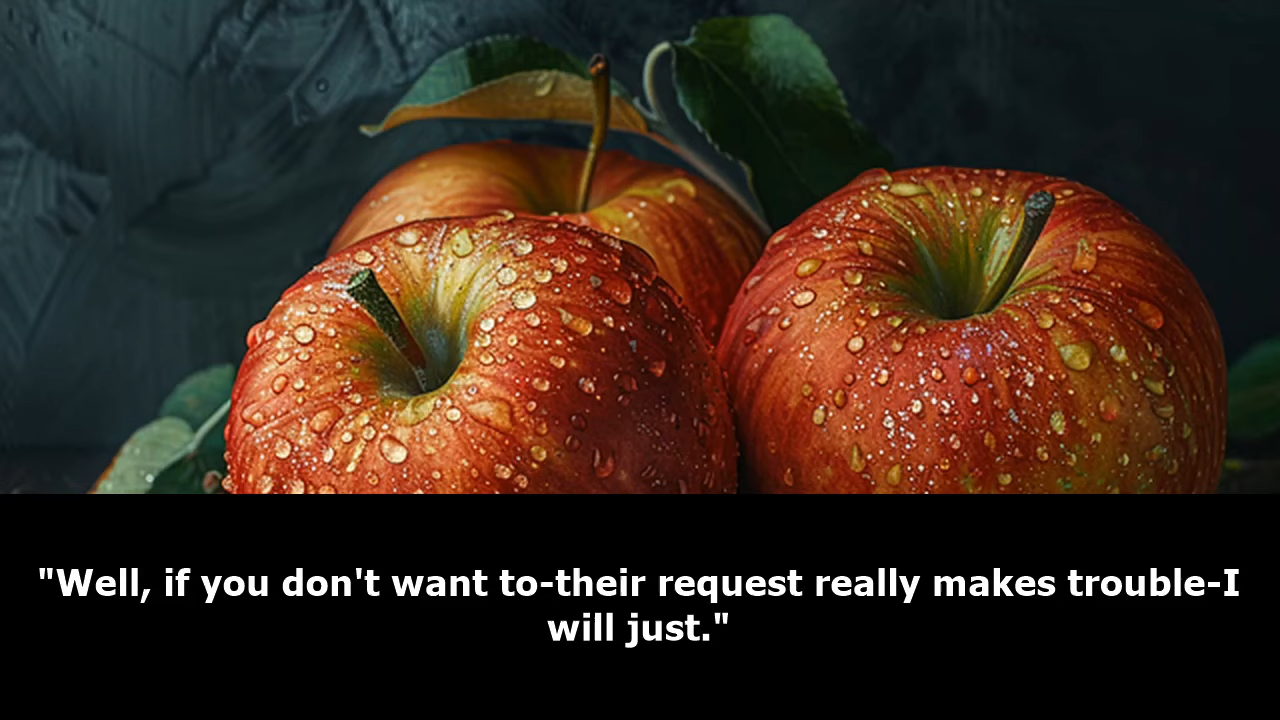 "Well, if you don't want to-their request really makes trouble-I
will just."